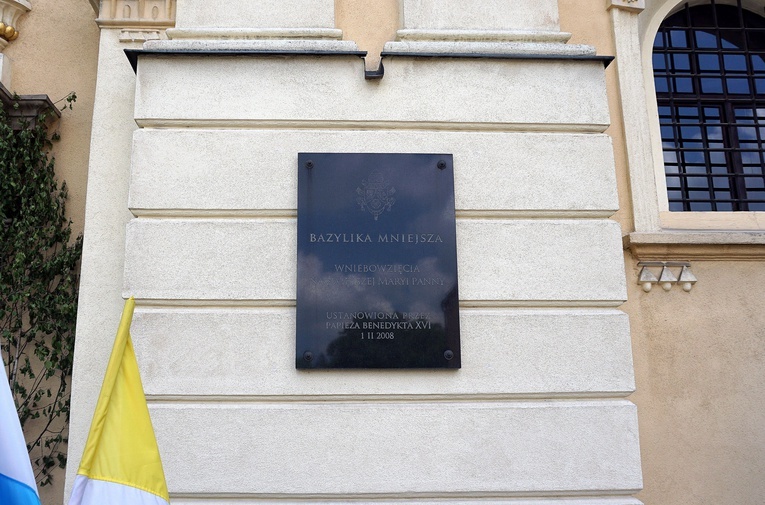 BAZYLIKA MNIEJSZA
WNIEBOWZIĘCIA
MARYI PANNY
USTANOWIONA PRZEZ
PAPIEŻA BENEDYKTA XVI
1 II 2008